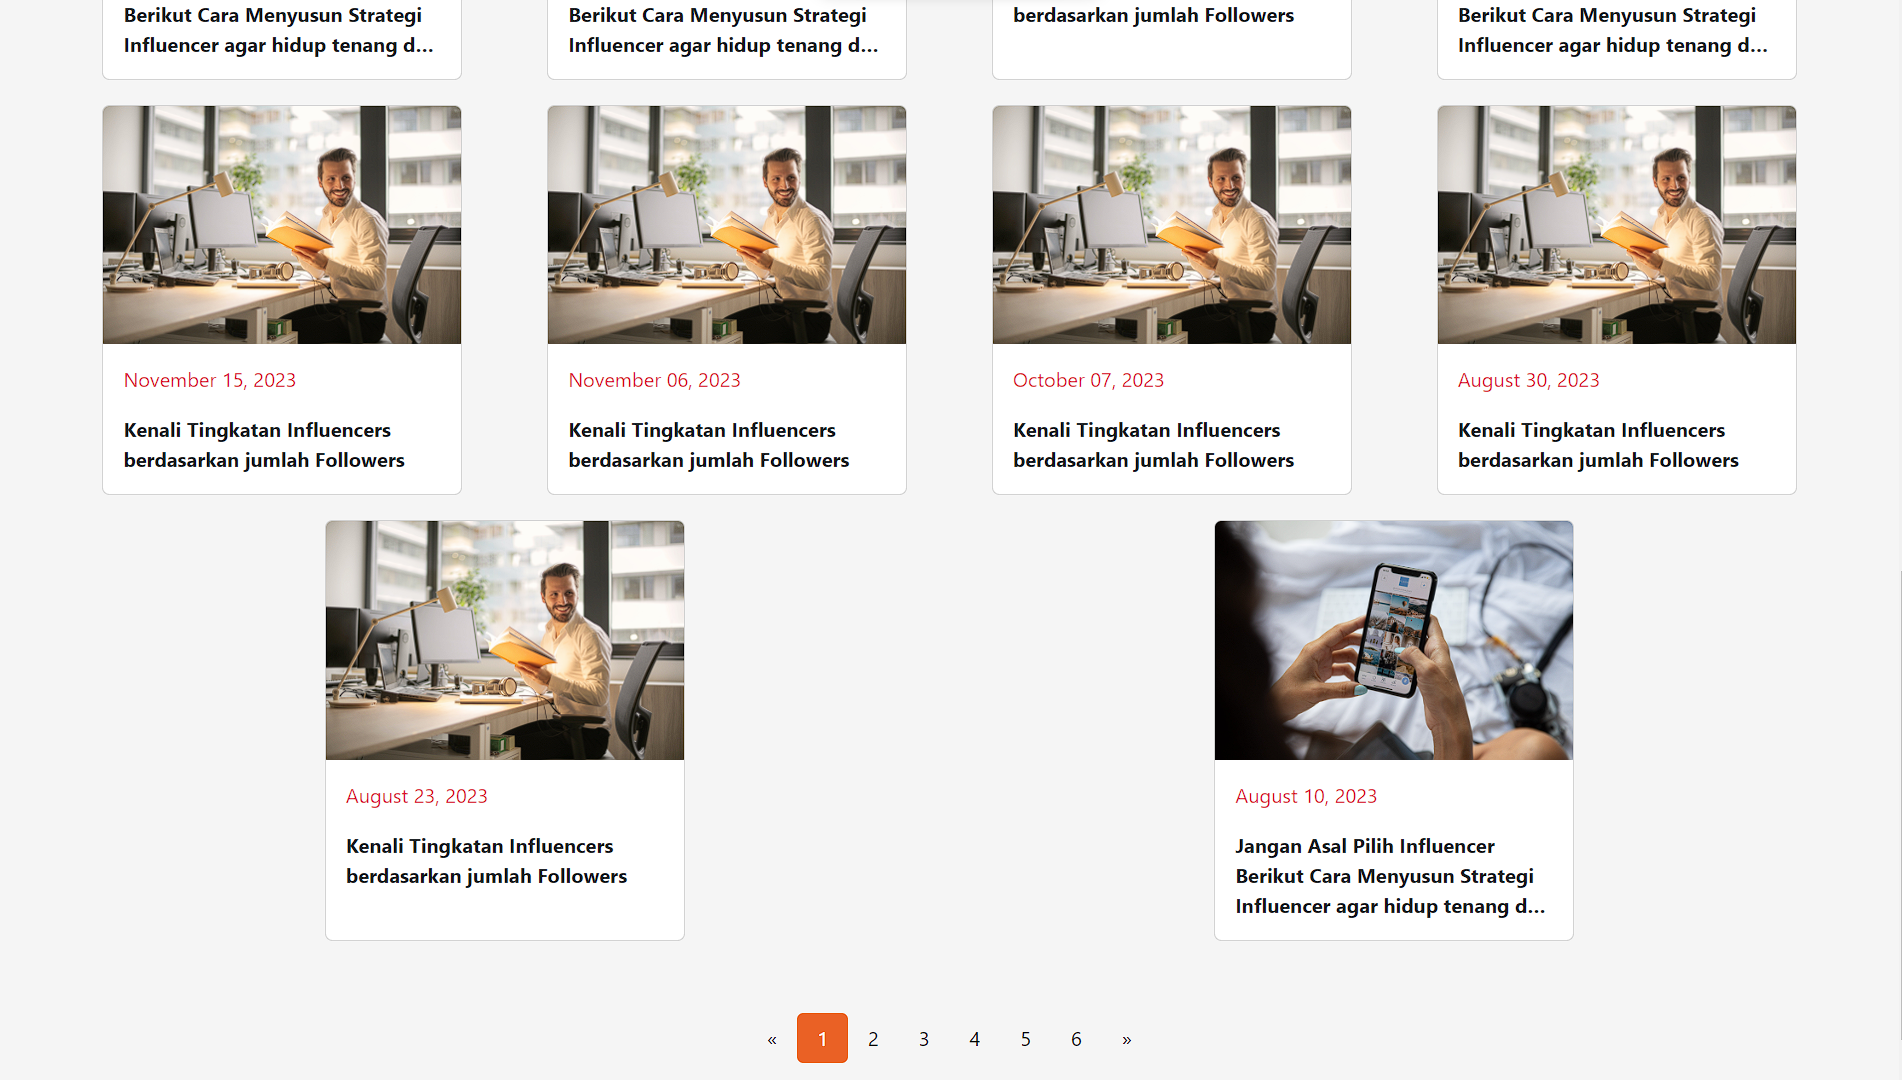 Berikut Cara Menyusun Strategi
Influencer agar hidup tenang d...
Berikut Cara Menyusun Strategi
Influencer agar hidup tenang d...
berdasarkan jumlah Followers
Berikut Cara Menyusun Strategi
Influencer agar hidup tenang d...
November 15, 2023
Kenali Tingkatan Influencers
berdasarkan jumlah Followers
November 06, 2023
Kenali Tingkatan Influencers
berdasarkan jumlah Followers
October 07, 2023
Kenali Tingkatan Influencers
berdasarkan jumlah Followers
August 30, 2023
Kenali Tingkatan Influencers
berdasarkan jumlah Followers
August 23, 2023
Kenali Tingkatan Influencers
berdasarkan jumlah Followers
August 10, 2023
Jangan Asal Pilih Influencer
Berikut Cara Menyusun Strategi
Influencer agar hidup tenang d...
« 1 2 3 4 5 6 »